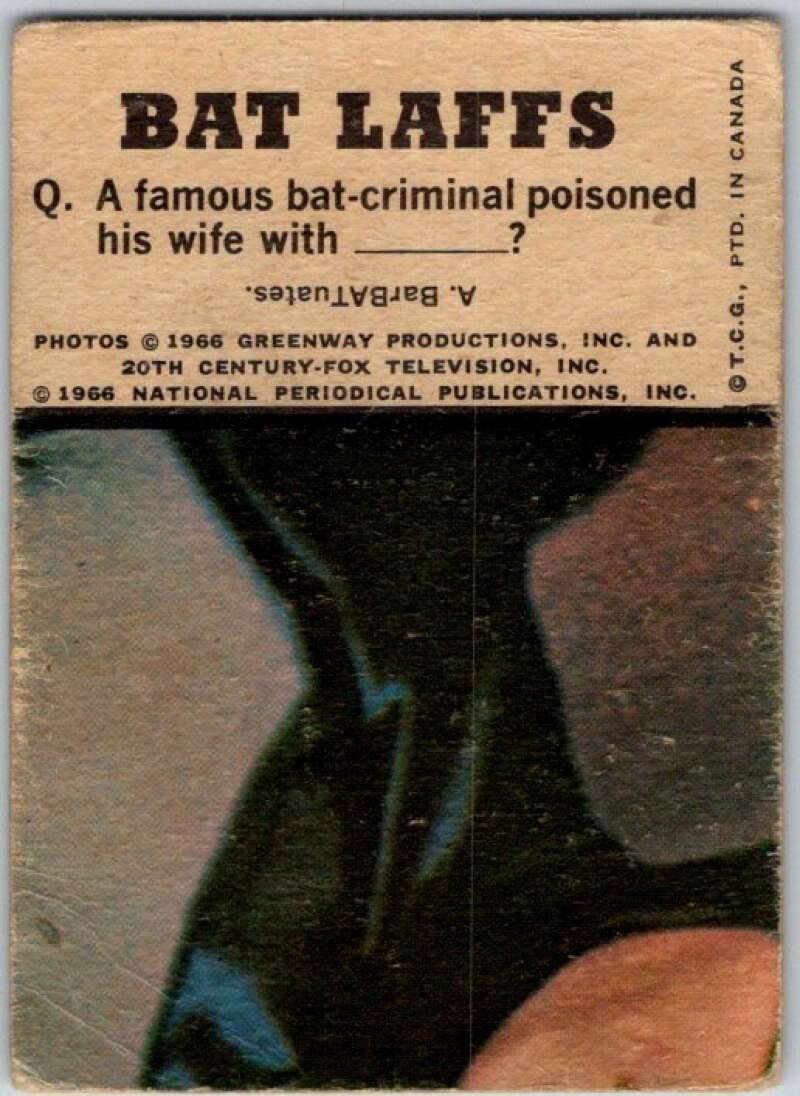 BAT LAFFS
Q. A famous bat-criminal poisoned
his wife with ________?
A. BarBATuates.
PHOTOS © 1966 GREENWAY PRODUCTIONS, INC. AND
20TH CENTURY-FOX TELEVISION, INC.
© 1966 NATIONAL PERIODICAL PUBLICATIONS, INC.
© T.C.G., PTD. IN CANADA